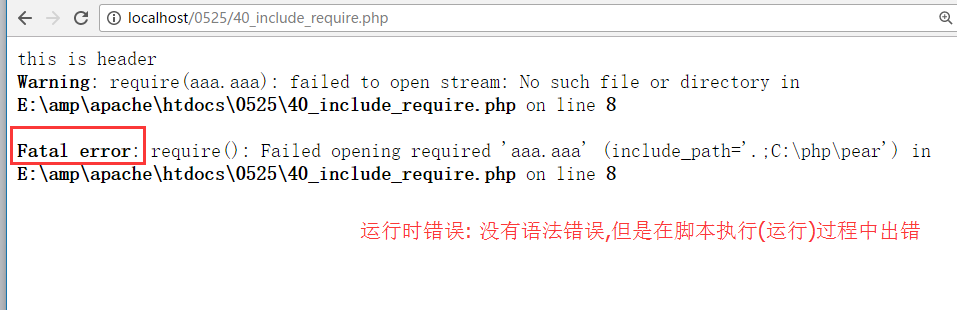 localhost/0525/40_include_require.php
this is header
Warning: require(aaa.aaa): failed to open stream: No such file or directory in
E:\amp\apache\htdocs\0525\40_include_require.php on line 8
Fatal error: require(): Failed opening required 'aaa.aaa' (include_path='.;C:\php\pear') in
E:\amp\apache\htdocs\0525\40_include_require.php on line 8
运行时错误: 没有语法错误,但是在脚本执行(运行)过程中出错